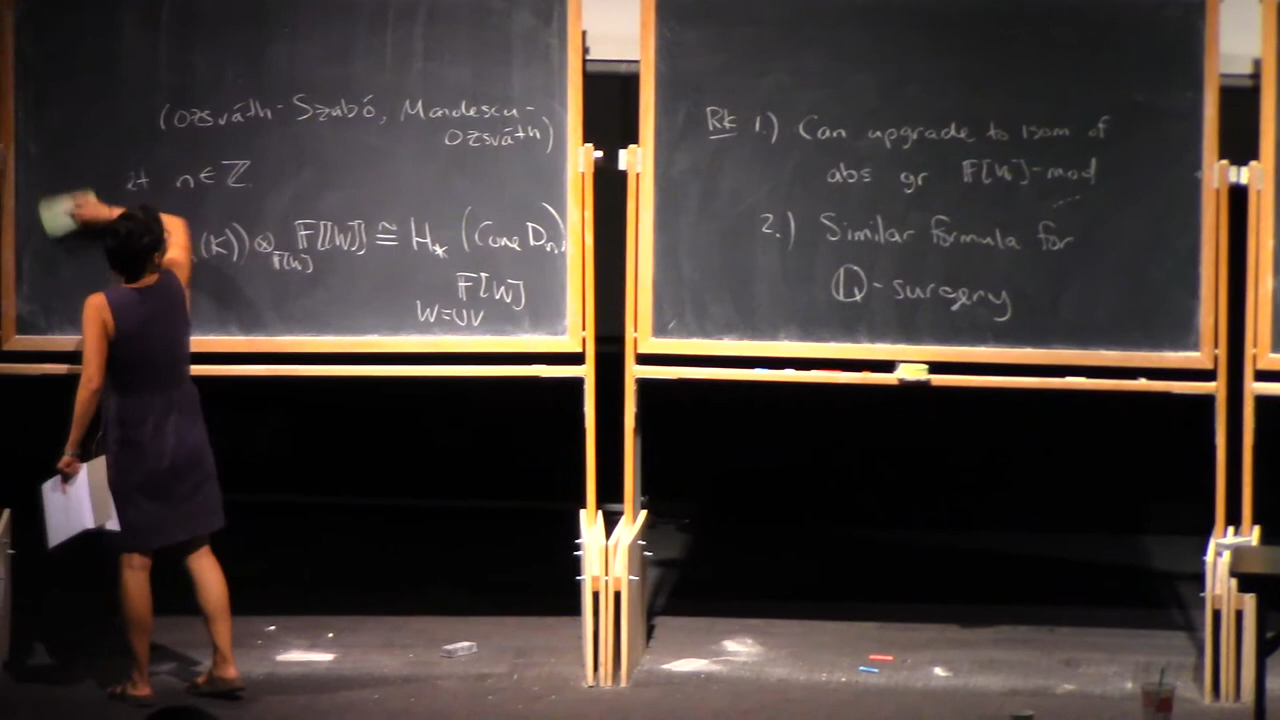 (Ozsváth-Szabó, Manolescu-
Ozsváth)
n∈ℤ.
(K)) ⊗_{𝔽[W]} 𝔽[[W]] ≅ H_* (Cone D_n)
𝔽[W]
W=UV
Rk 1.) Can upgrade to isom of
abs gr 𝔽[W]-mod
2.) Similar formula for
ℚ-surgery